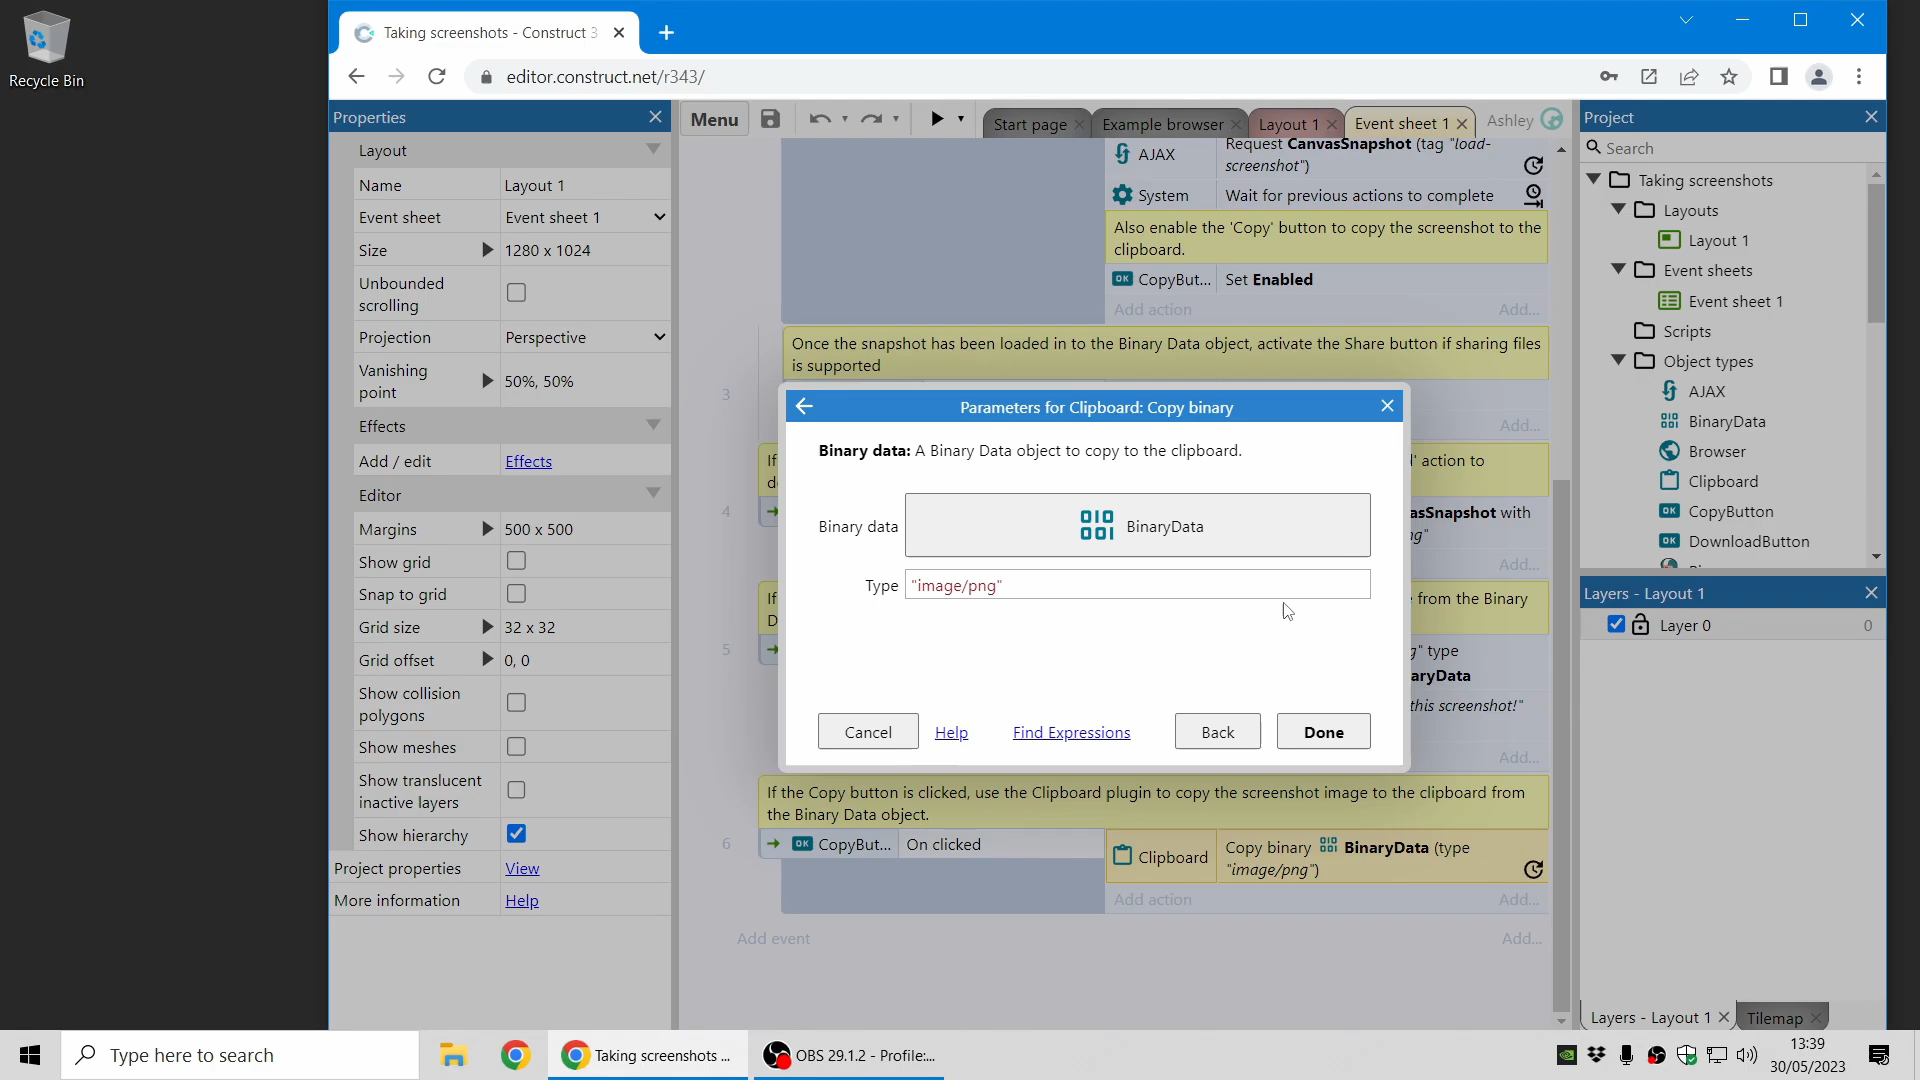 Recycle Bin
Taking screenshots - Construct 3
editor.construct.net/r343/
Properties
Layout
Name Layout 1
Event sheet Event sheet 1
Size 1280 x 1024
Unbounded
scrolling
Projection Perspective
Vanishing
point
50%, 50%
Effects
Add / edit Effects
Editor
Margins 500 x 500
Show grid
Snap to grid
Grid size 32 x 32
Grid offset 0, 0
Show collision
polygons
Show meshes
Show translucent
inactive layers
Show hierarchy
Project properties View
More information Help
Menu
Start page
Example browser
Layout 1
Event sheet 1
Ashley
AJAX
Request CanvasSnapshot (tag "load-
screenshot")
System Wait for previous actions to complete
Also enable the 'Copy' button to copy the screenshot to the
clipboard.
OK CopyBut... Set Enabled
Add action Add...
Once the snapshot has been loaded in to the Binary Data object, activate the Share button if sharing files
is supported
3
Add...
If
' action to
4
asSnapshot with
Add...
If
from the Binary
5
type
aryData
this screenshot!"
Add...
Parameters for Clipboard: Copy binary
Binary data: A Binary Data object to copy to the clipboard.
Binary data BinaryData
Type "image/png"
Cancel Help Find Expressions Back Done
If the Copy button is clicked, use the Clipboard plugin to copy the screenshot image to the clipboard from
the Binary Data object.
6 OK CopyBut... On clicked
Clipboard
Copy binary BinaryData (type
"image/png")
Add action Add...
Add event Add...
Project
Search
Taking screenshots
Layouts
Layout 1
Event sheets
Event sheet 1
Scripts
Object types
AJAX
BinaryData
Browser
Clipboard
OK CopyButton
OK DownloadButton
Layers - Layout 1
Layer 0 0
Layers - Layout 1 Tilemap
Type here to search
Taking screenshots ...
OBS 29.1.2 - Profile:...
13:39
30/05/2023